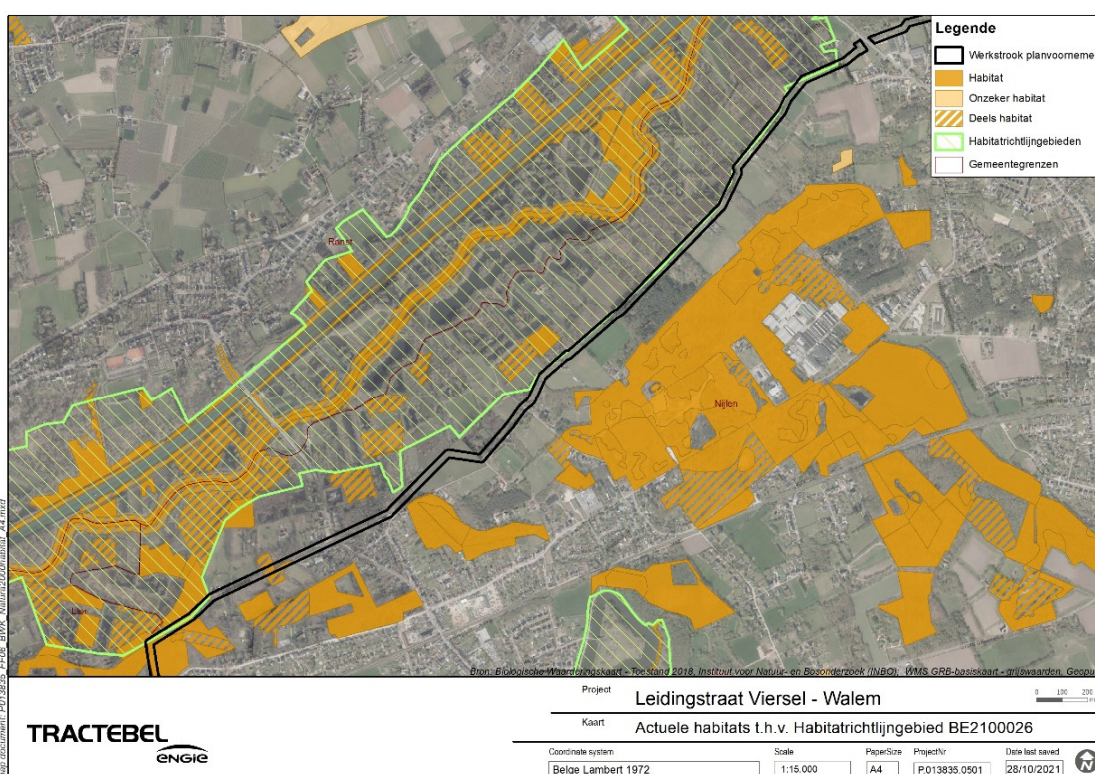 Legende
Werkstrook planvoorneme
Habitat
Onzeker habitat
Deels habitat
Habitatrichtlijngebieden
Gemeentegrenzen
Ranst
Nijlen
Lier
Bron: Biologische Waarderingskaart - Toestand 2018, Instituut voor Natuur- en Bosonderzoek (INBO); WMS GRB-basiskaart - grijswaarden, Geopu
Project
Leidingstraat Viersel - Walem
0 100 200
Kaart
Actuele habitats t.h.v. Habitatrichtlijngebied BE2100026
TRACTEBEL
ENGIE
Coordinate system
Scale
PaperSize
ProjectNr
Date last saved
Belge Lambert 1972
1:15.000
A4
P.013835.0501
28/10/2021
N